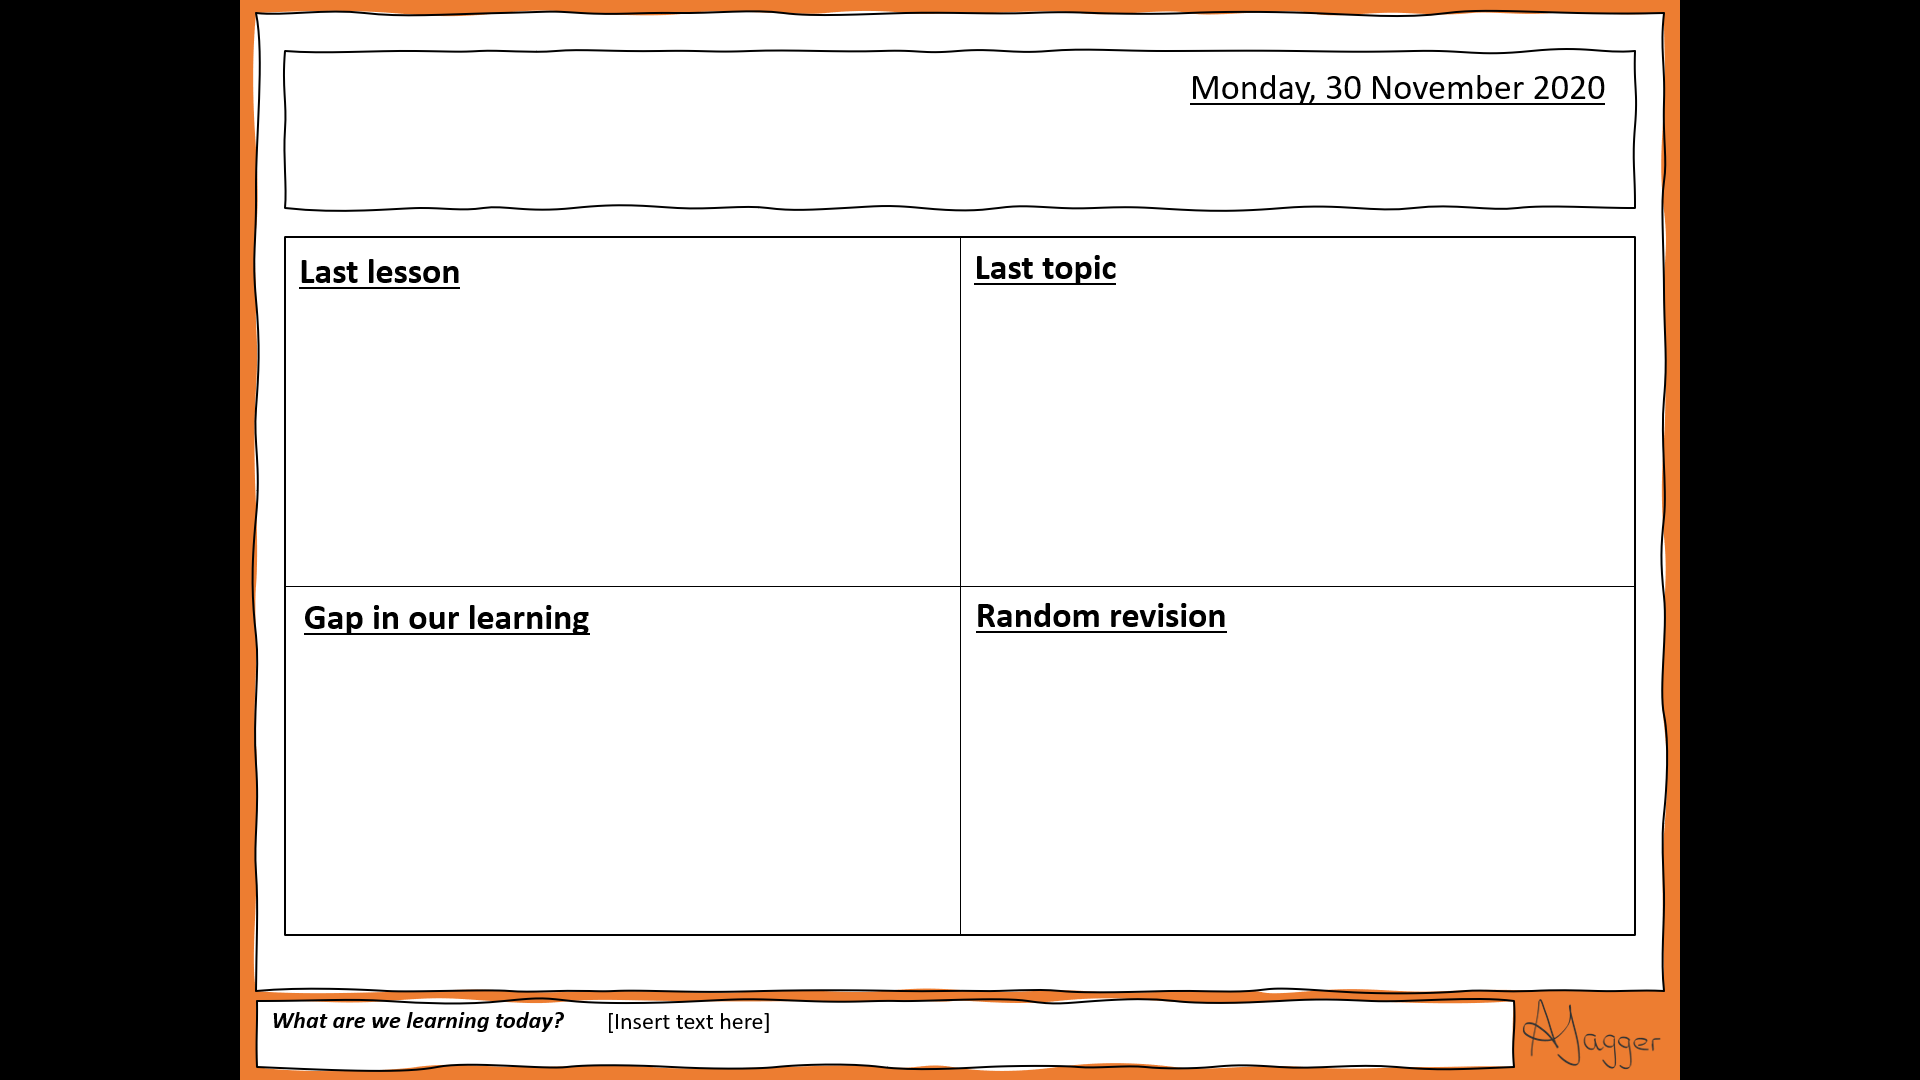 Monday, 30 November 2020
Last lesson
Last topic
Gap in our learning
Random revision
What are we learning today? [Insert text here]
AJagger